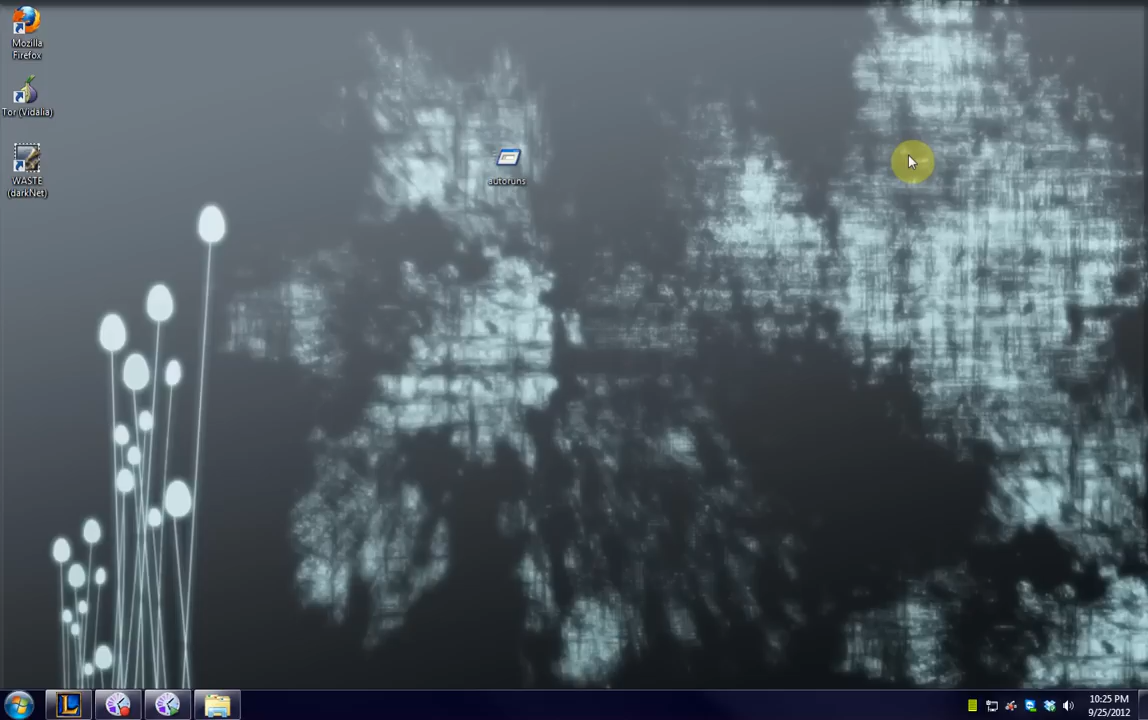 Mozilla
Firefox
Tor (Vidalia)
WASTE
(darkNet)
autoruns
L
10:25 PM
9/25/2012